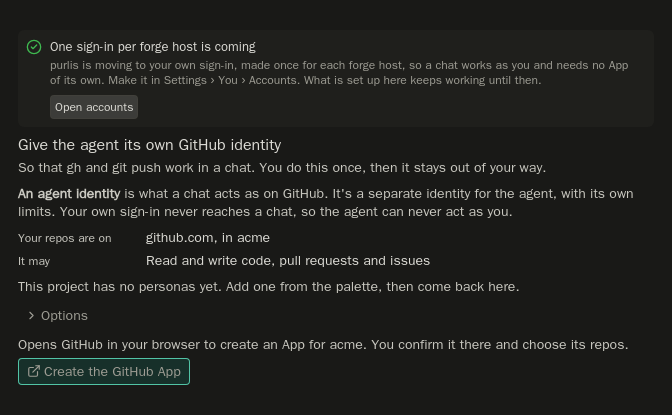 One sign-in per forge host is coming
purlis is moving to your own sign-in, made once for each forge host, so a chat works as you and needs no App
of its own. Make it in Settings › You › Accounts. What is set up here keeps working until then.
Open accounts
Give the agent its own GitHub identity
So that gh and git push work in a chat. You do this once, then it stays out of your way.
An agent identity is what a chat acts as on GitHub. It's a separate identity for the agent, with its own
limits. Your own sign-in never reaches a chat, so the agent can never act as you.
Your repos are on github.com, in acme
It may Read and write code, pull requests and issues
This project has no personas yet. Add one from the palette, then come back here.
Options
Opens GitHub in your browser to create an App for acme. You confirm it there and choose its repos.
Create the GitHub App